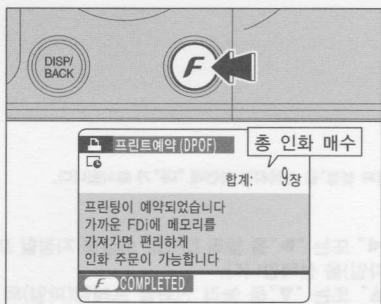 DISP/
BACK
F
프린트예약 (DPOF)
총 인화 매수
합계: 9장
프린팅이 예약되었습니다
가까운 FDi에 메모리를
가져가면 편리하게
인화 주문이 가능합니다
F COMPLETED